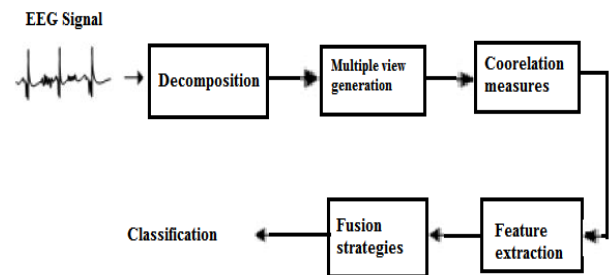 EEG Signal
Decomposition
Multiple view
generation
Coorelation
measures
Feature
extraction
Fusion
strategies
Classification